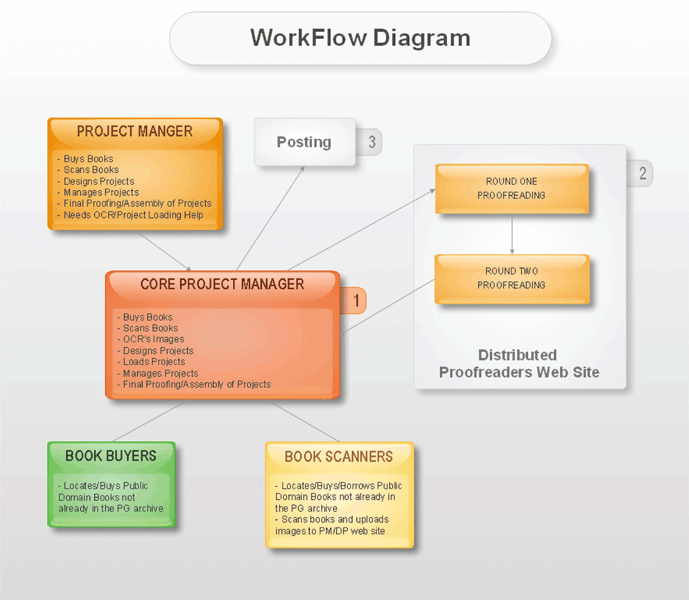 WorkFlow Diagram
PROJECT MANGER
- Buys Books
- Scans Books
- Designs Projects
- Manages Projects
- Final Proofing/Assembly of Projects
- Needs OCR/Project Loading Help
Posting
3
2
ROUND ONE
PROOFREADING
ROUND TWO
PROOFREADING
Distributed
Proofreaders Web Site
CORE PROJECT MANAGER
1
- Buys Books
- Scans Books
- OCR's Images
- Designs Projects
- Loads Projects
- Manages Projects
- Final Proofing/Assembly of Projects
BOOK BUYERS
- Locates/Buys Public
Domain Books not
already in the PG archive
BOOK SCANNERS
- Locates/Buys/Borrows Public
Domain Books not already in
the PG archive
- Scans books and uploads
images to PM/DP web site